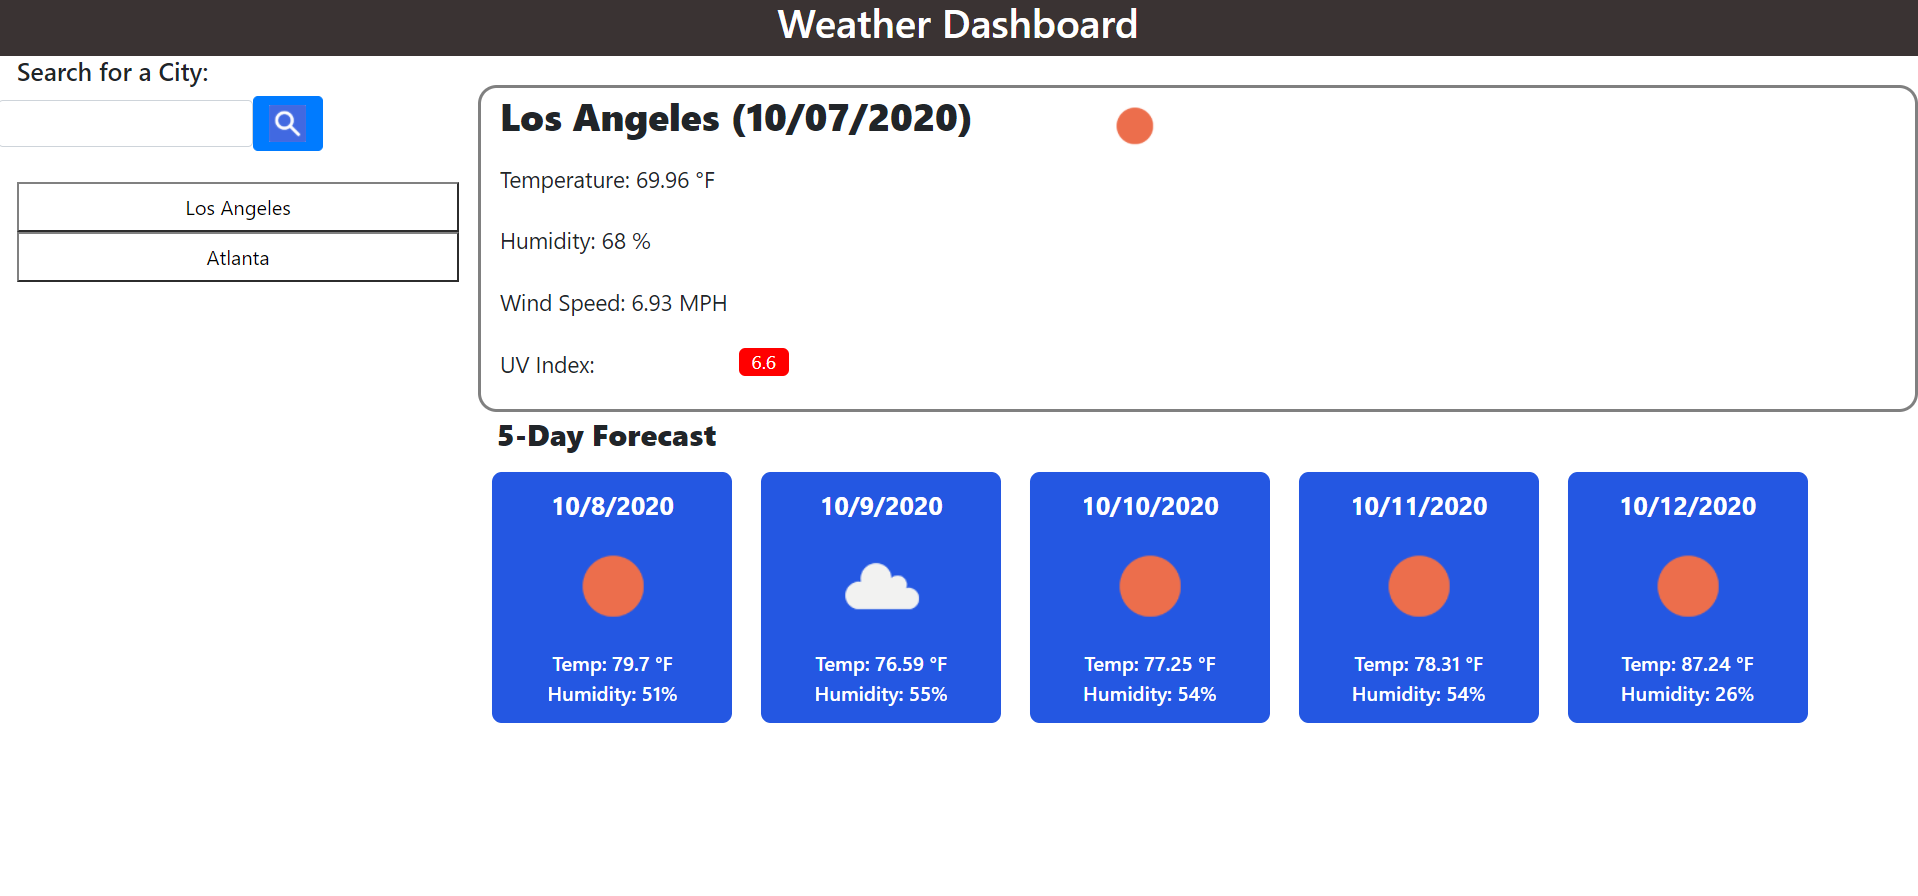 Weather Dashboard
Search for a City:
Los Angeles
Atlanta
Los Angeles (10/07/2020)
Temperature: 69.96 °F
Humidity: 68 %
Wind Speed: 6.93 MPH
UV Index: 6.6
5-Day Forecast
10/8/2020
Temp: 79.7 °F
Humidity: 51%
10/9/2020
Temp: 76.59 °F
Humidity: 55%
10/10/2020
Temp: 77.25 °F
Humidity: 54%
10/11/2020
Temp: 78.31 °F
Humidity: 54%
10/12/2020
Temp: 87.24 °F
Humidity: 26%